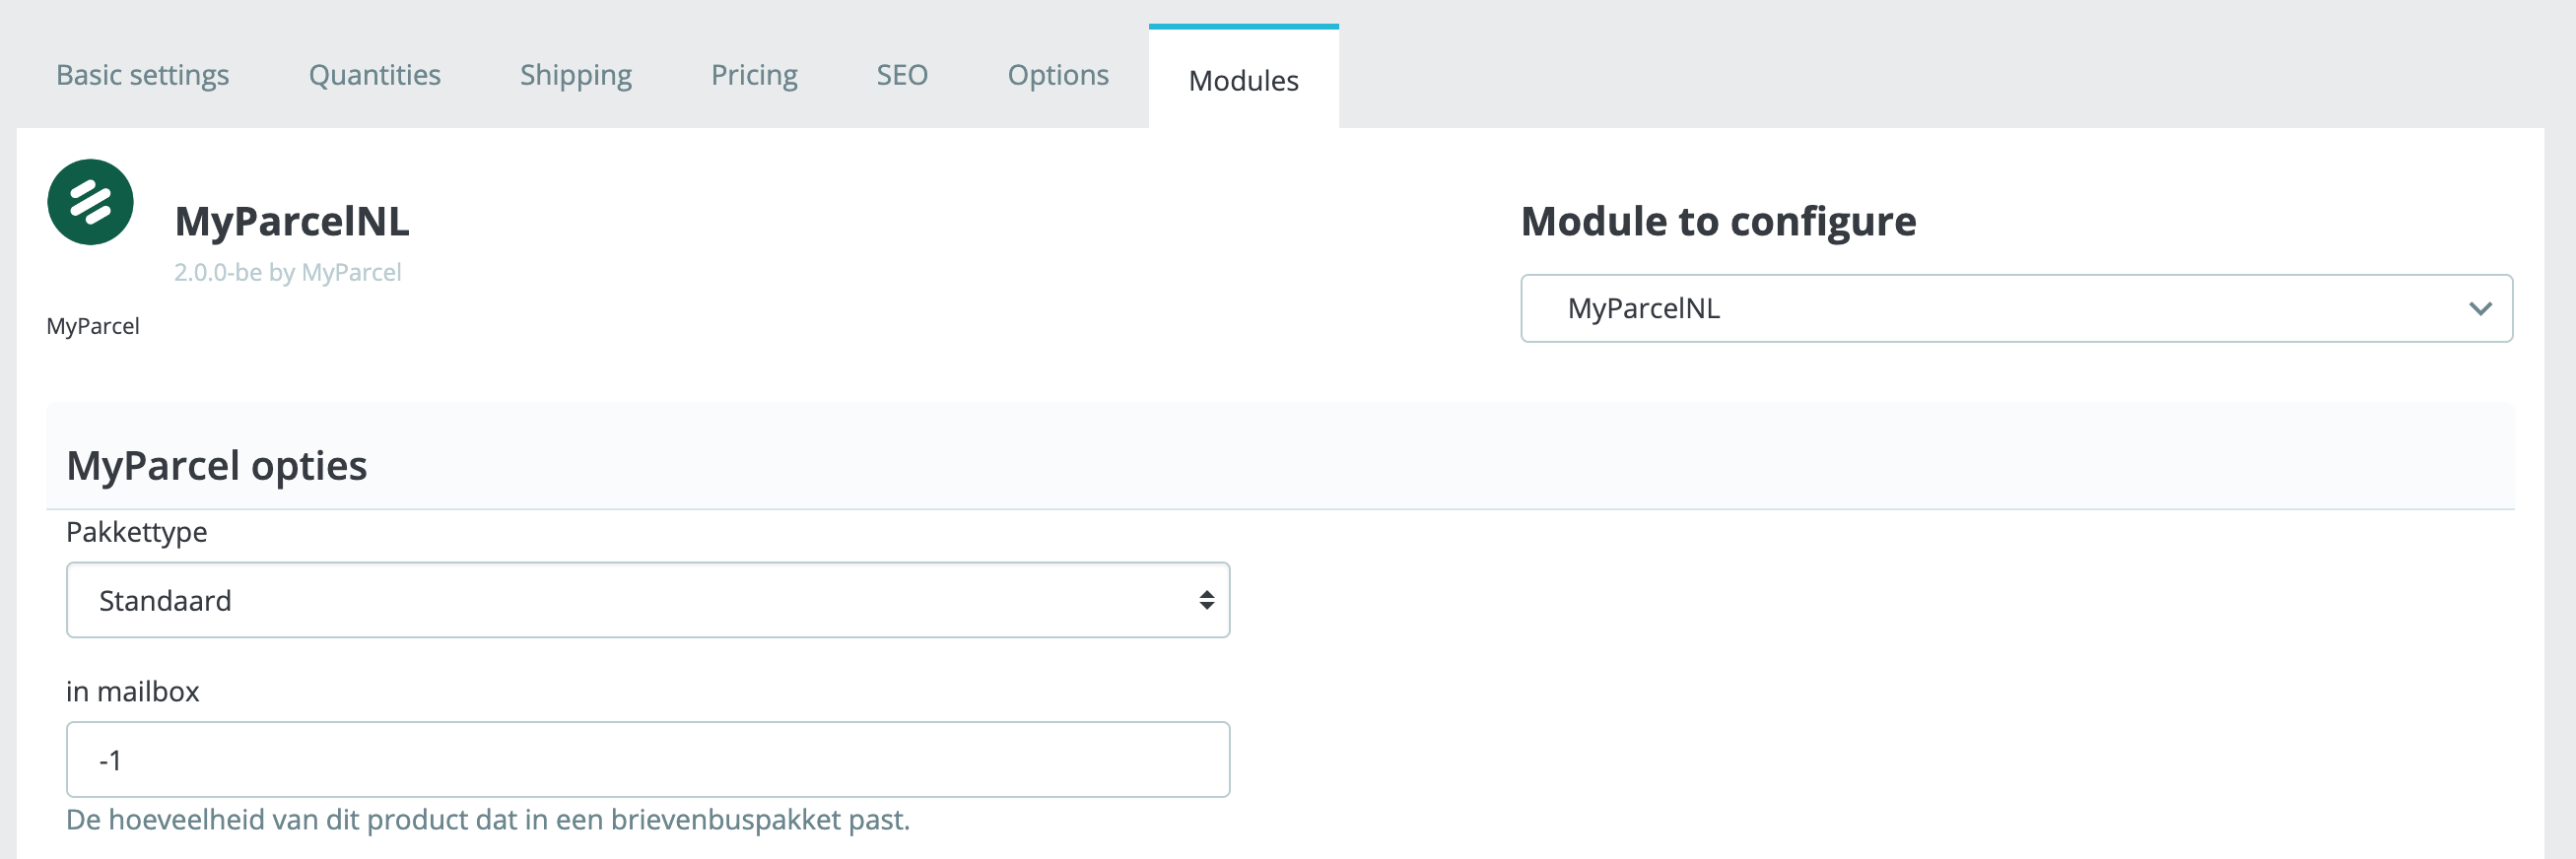 Basic settings Quantities Shipping Pricing SEO Options Modules
MyParcelNL
2.0.0-be by MyParcel
MyParcel
Module to configure
MyParcelNL
MyParcel opties
Pakkettype
Standaard
in mailbox
-1
De hoeveelheid van dit product dat in een brievenbuspakket past.